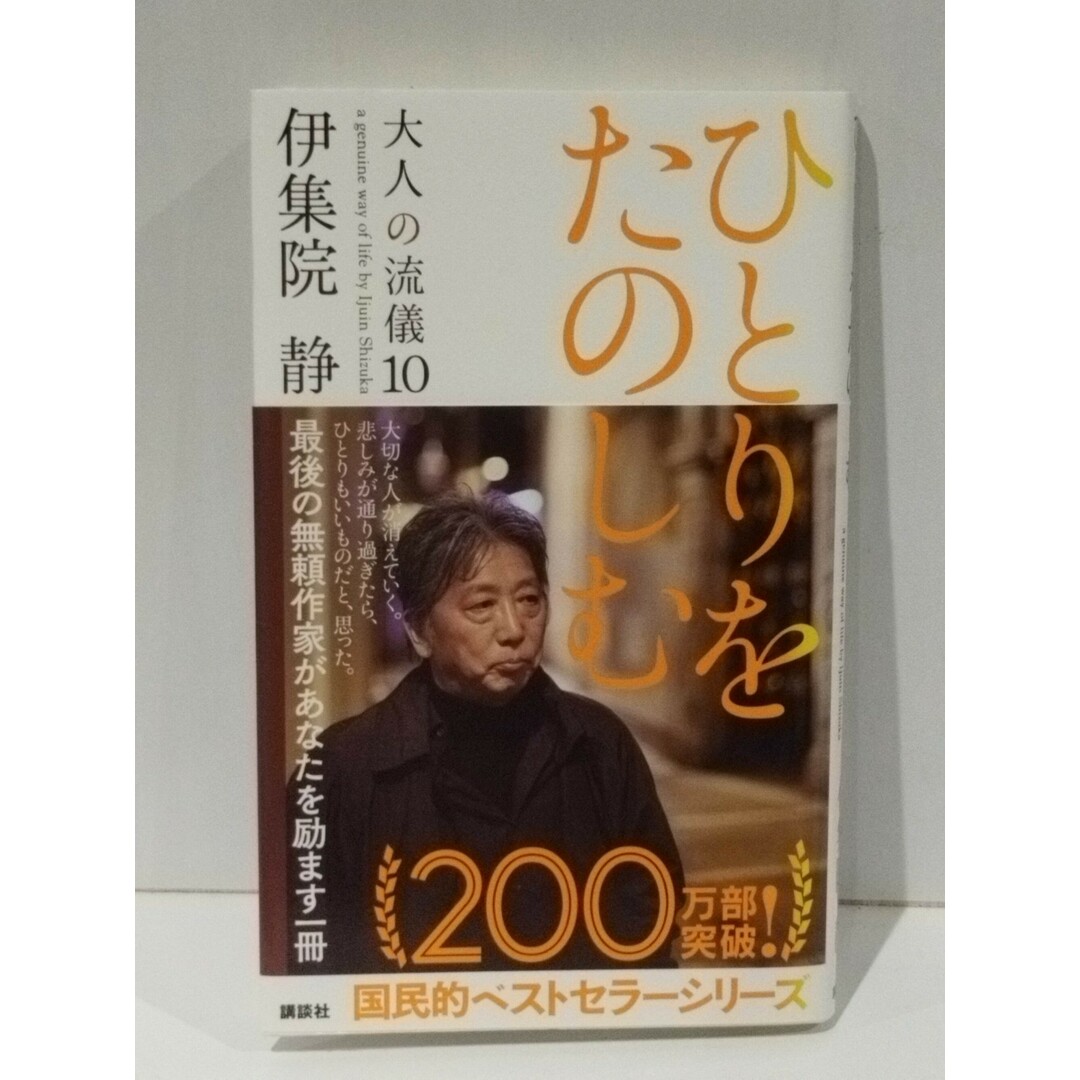 ひとりを
たのしむ
大人の流儀10
a genuine way of life by Ijuin Shizuka
伊集院 静
大切な人が消えていく。
悲しみが通り過ぎたら、
ひとりもいいものだと、思った。
最後の無頼作家があなたを励ます一冊
200万部突破!
国民的ベストセラーシリーズ
講談社